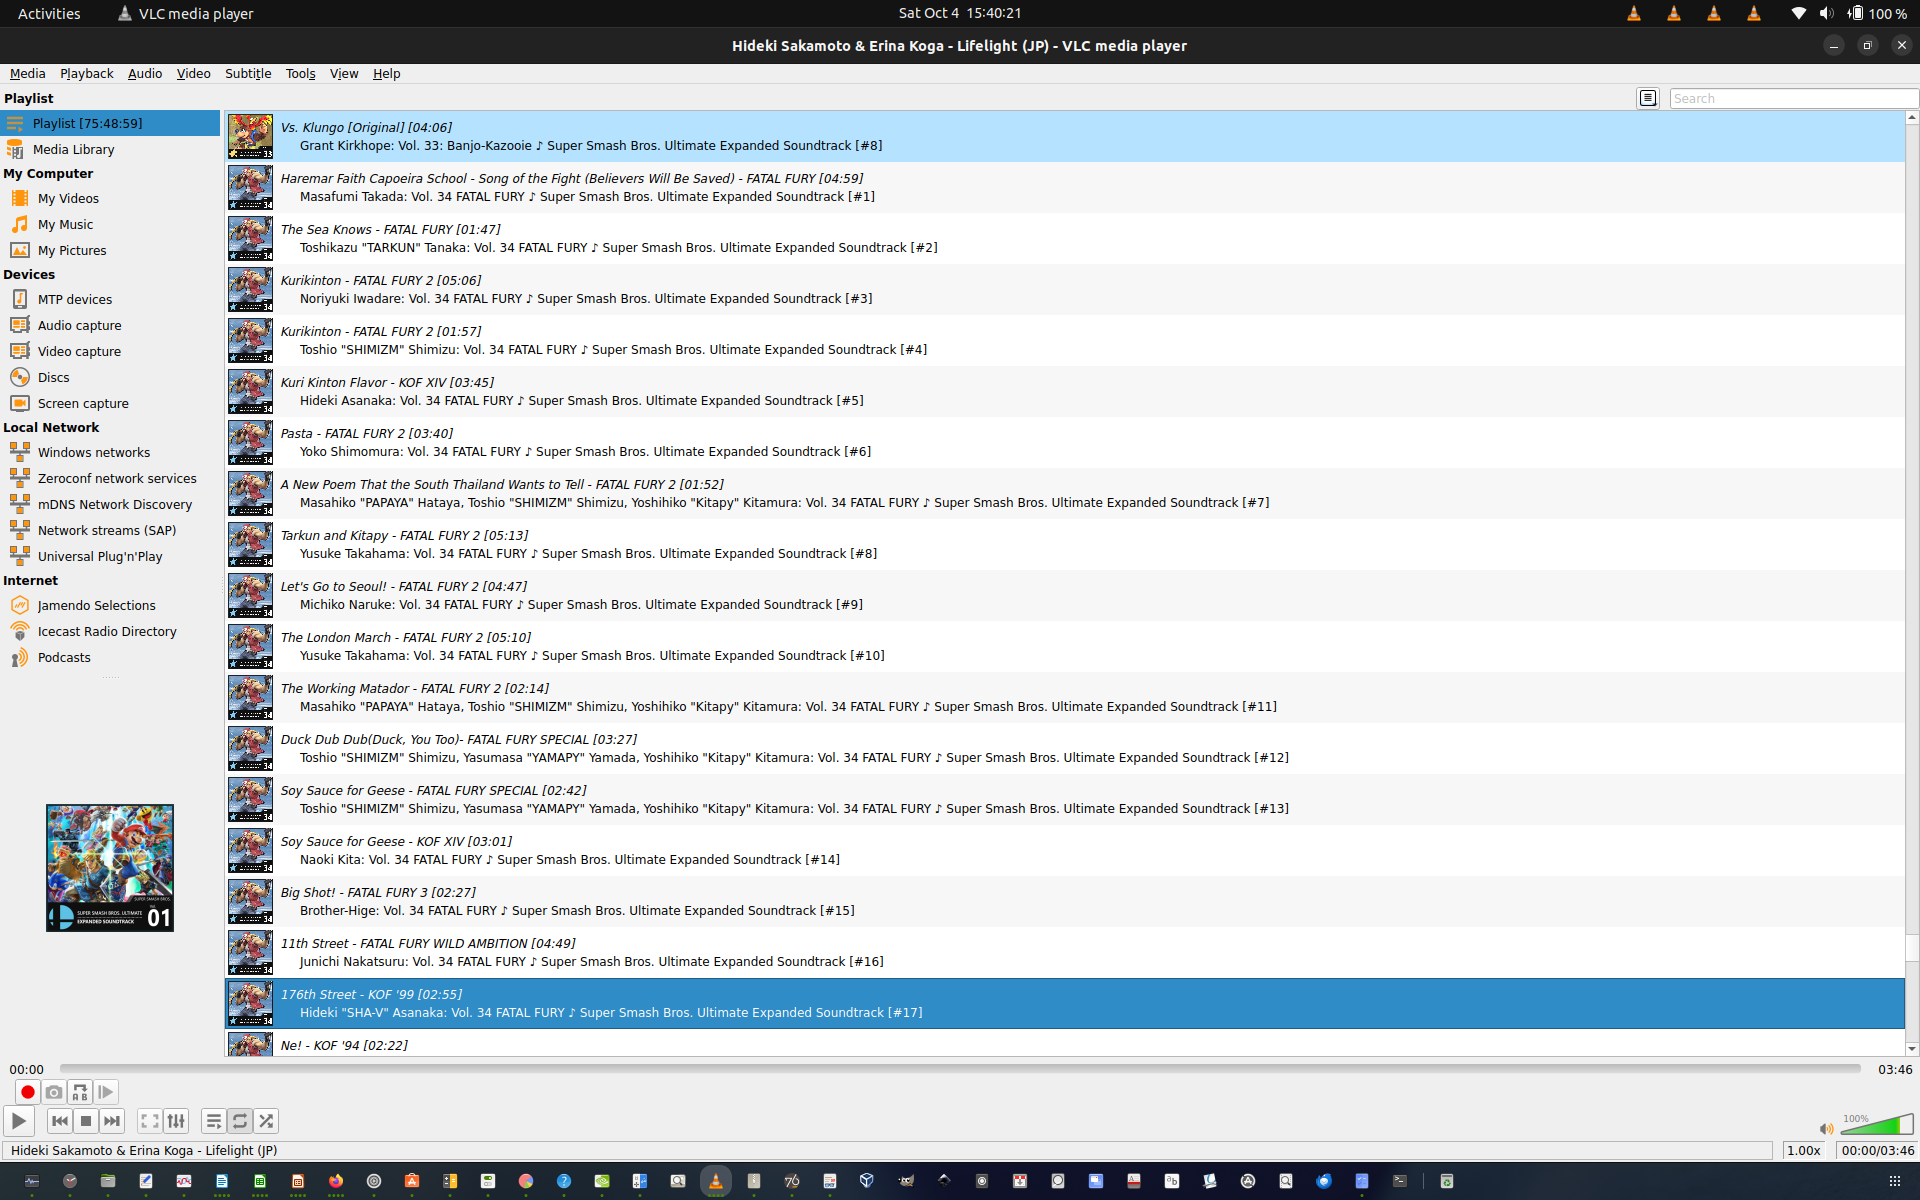 Activities
VLC media player
Sat Oct 4  15:40:21
100 %
Hideki Sakamoto & Erina Koga - Lifelight (JP) - VLC media player
Media Playback Audio Video Subtitle Tools View Help
Playlist
Search
Playlist [75:48:59]
Media Library
My Computer
My Videos
My Music
My Pictures
Devices
MTP devices
Audio capture
Video capture
Discs
Screen capture
Local Network
Windows networks
Zeroconf network services
mDNS Network Discovery
Network streams (SAP)
Universal Plug'n'Play
Internet
Jamendo Selections
Icecast Radio Directory
Podcasts
SUPER SMASH BROS. ULTIMATE
EXPANDED SOUNDTRACK
01
Vs. Klungo [Original] [04:06]
Grant Kirkhope: Vol. 33: Banjo-Kazooie ♪ Super Smash Bros. Ultimate Expanded Soundtrack [#8]
Haremar Faith Capoeira School - Song of the Fight (Believers Will Be Saved) - FATAL FURY [04:59]
Masafumi Takada: Vol. 34 FATAL FURY ♪ Super Smash Bros. Ultimate Expanded Soundtrack [#1]
The Sea Knows - FATAL FURY [01:47]
Toshikazu "TARKUN" Tanaka: Vol. 34 FATAL FURY ♪ Super Smash Bros. Ultimate Expanded Soundtrack [#2]
Kurikinton - FATAL FURY 2 [05:06]
Noriyuki Iwadare: Vol. 34 FATAL FURY ♪ Super Smash Bros. Ultimate Expanded Soundtrack [#3]
Kurikinton - FATAL FURY 2 [01:57]
Toshio "SHIMIZM" Shimizu: Vol. 34 FATAL FURY ♪ Super Smash Bros. Ultimate Expanded Soundtrack [#4]
Kuri Kinton Flavor - KOF XIV [03:45]
Hideki Asanaka: Vol. 34 FATAL FURY ♪ Super Smash Bros. Ultimate Expanded Soundtrack [#5]
Pasta - FATAL FURY 2 [03:40]
Yoko Shimomura: Vol. 34 FATAL FURY ♪ Super Smash Bros. Ultimate Expanded Soundtrack [#6]
A New Poem That the South Thailand Wants to Tell - FATAL FURY 2 [01:52]
Masahiko "PAPAYA" Hataya, Toshio "SHIMIZM" Shimizu, Yoshihiko "Kitapy" Kitamura: Vol. 34 FATAL FURY ♪ Super Smash Bros. Ultimate Expanded Soundtrack [#7]
Tarkun and Kitapy - FATAL FURY 2 [05:13]
Yusuke Takahama: Vol. 34 FATAL FURY ♪ Super Smash Bros. Ultimate Expanded Soundtrack [#8]
Let's Go to Seoul! - FATAL FURY 2 [04:47]
Michiko Naruke: Vol. 34 FATAL FURY ♪ Super Smash Bros. Ultimate Expanded Soundtrack [#9]
The London March - FATAL FURY 2 [05:10]
Yusuke Takahama: Vol. 34 FATAL FURY ♪ Super Smash Bros. Ultimate Expanded Soundtrack [#10]
The Working Matador - FATAL FURY 2 [02:14]
Masahiko "PAPAYA" Hataya, Toshio "SHIMIZM" Shimizu, Yoshihiko "Kitapy" Kitamura: Vol. 34 FATAL FURY ♪ Super Smash Bros. Ultimate Expanded Soundtrack [#11]
Duck Dub Dub(Duck, You Too)- FATAL FURY SPECIAL [03:27]
Toshio "SHIMIZM" Shimizu, Yasumasa "YAMAPY" Yamada, Yoshihiko "Kitapy" Kitamura: Vol. 34 FATAL FURY ♪ Super Smash Bros. Ultimate Expanded Soundtrack [#12]
Soy Sauce for Geese - FATAL FURY SPECIAL [02:42]
Toshio "SHIMIZM" Shimizu, Yasumasa "YAMAPY" Yamada, Yoshihiko "Kitapy" Kitamura: Vol. 34 FATAL FURY ♪ Super Smash Bros. Ultimate Expanded Soundtrack [#13]
Soy Sauce for Geese - KOF XIV [03:01]
Naoki Kita: Vol. 34 FATAL FURY ♪ Super Smash Bros. Ultimate Expanded Soundtrack [#14]
Big Shot! - FATAL FURY 3 [02:27]
Brother-Hige: Vol. 34 FATAL FURY ♪ Super Smash Bros. Ultimate Expanded Soundtrack [#15]
11th Street - FATAL FURY WILD AMBITION [04:49]
Junichi Nakatsuru: Vol. 34 FATAL FURY ♪ Super Smash Bros. Ultimate Expanded Soundtrack [#16]
176th Street - KOF '99 [02:55]
Hideki "SHA-V" Asanaka: Vol. 34 FATAL FURY ♪ Super Smash Bros. Ultimate Expanded Soundtrack [#17]
Ne! - KOF '94 [02:22]
00:00
03:46
100%
Hideki Sakamoto & Erina Koga - Lifelight (JP)
1.00x
00:00/03:46